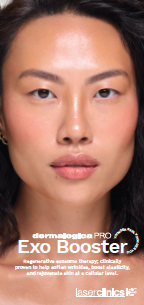 dermalogica PRO
Exo Booster
Regenerative exosome therapy; clinically
proven to help soften wrinkles, boost elasticity,
and rejuvenate skin at a cellular level.
laserclinics